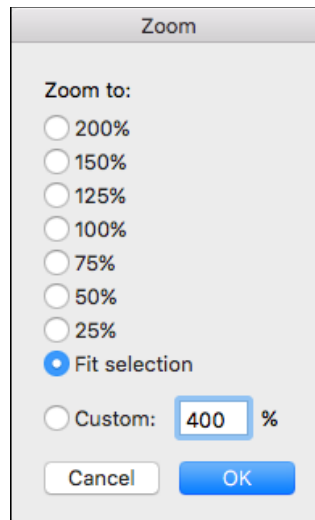 Zoom
Zoom to:
200%
150%
125%
100%
75%
50%
25%
Fit selection
Custom: 400 %
Cancel OK